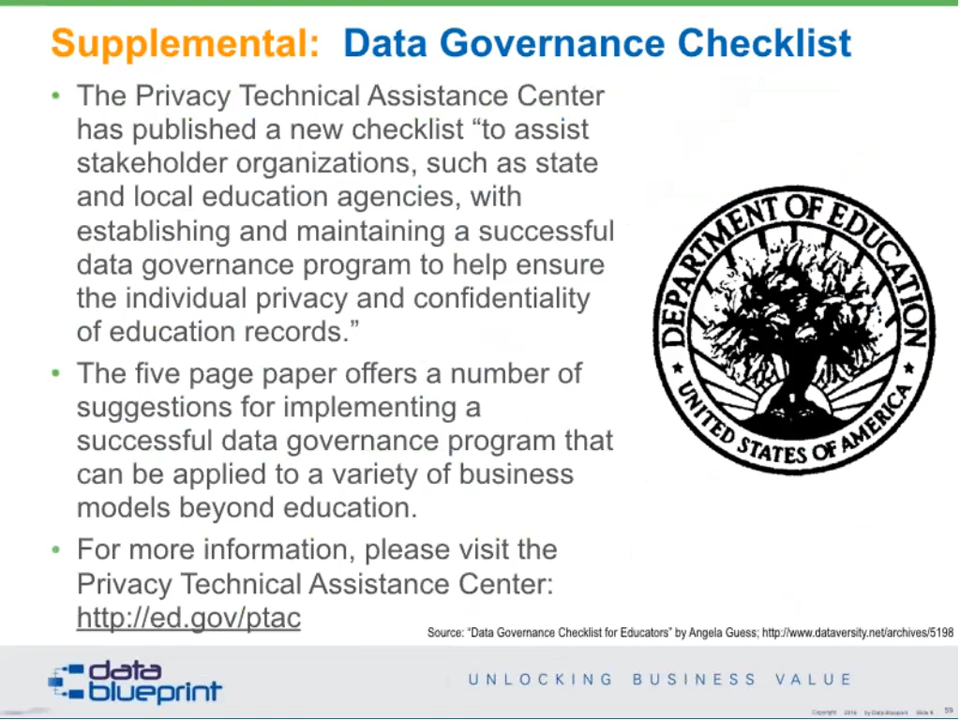 Supplemental: Data Governance Checklist
• The Privacy Technical Assistance Center
has published a new checklist “to assist
stakeholder organizations, such as state
and local education agencies, with
establishing and maintaining a successful
data governance program to help ensure
the individual privacy and confidentiality
of education records.”
• The five page paper offers a number of
suggestions for implementing a
successful data governance program that
can be applied to a variety of business
models beyond education.
• For more information, please visit the
Privacy Technical Assistance Center:
http://ed.gov/ptac
DEPARTMENT OF EDUCATION
★ UNITED STATES OF AMERICA ★
Source: “Data Governance Checklist for Educators” by Angela Guess; http://www.dataversity.net/archives/5198
data
blueprint
UNLOCKING BUSINESS VALUE
Copyright by Data Blueprint Slide #
59